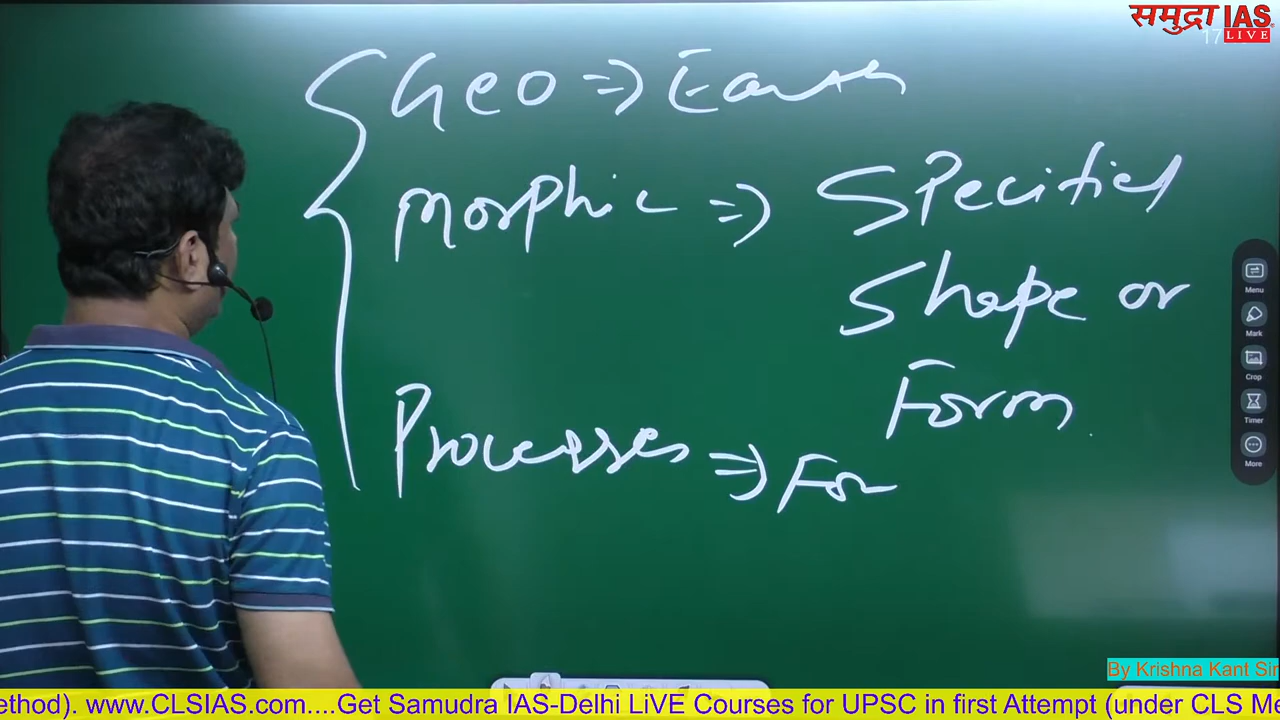 समुद्रा IAS
LIVE
17
Geo => Earth
Morphic => Specified
Shape or
Form
Processes => For
Menu
Mark
Crop
Timer
More
By Krishna Kant Sin
ethod). www.CLSIAS.com....Get Samudra IAS-Delhi LiVE Courses for UPSC in first Attempt (under CLS Me